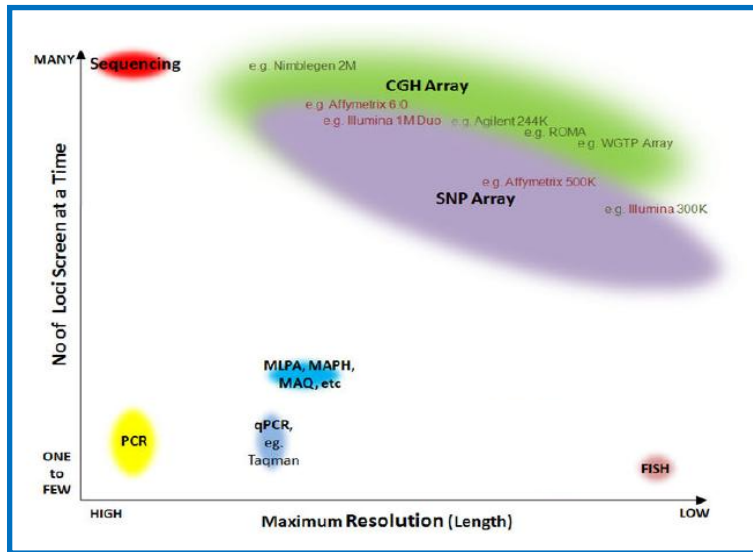 MANY
Sequencing
e.g. Nimblegen 2M
CGH Array
e.g. Affymetrix 6.0
e.g. Illumina 1M Duo
e.g. Agilent 244K
e.g. ROMA
e.g. WGTP Array
e.g. Affymetrix 500K
SNP Array
e.g. Illumina 300K
No of Loci Screen at a Time
MLPA, MAPH,
MAQ, etc
PCR
qPCR,
eg.
Taqman
FISH
ONE
to
FEW
HIGH
Maximum Resolution (Length)
LOW